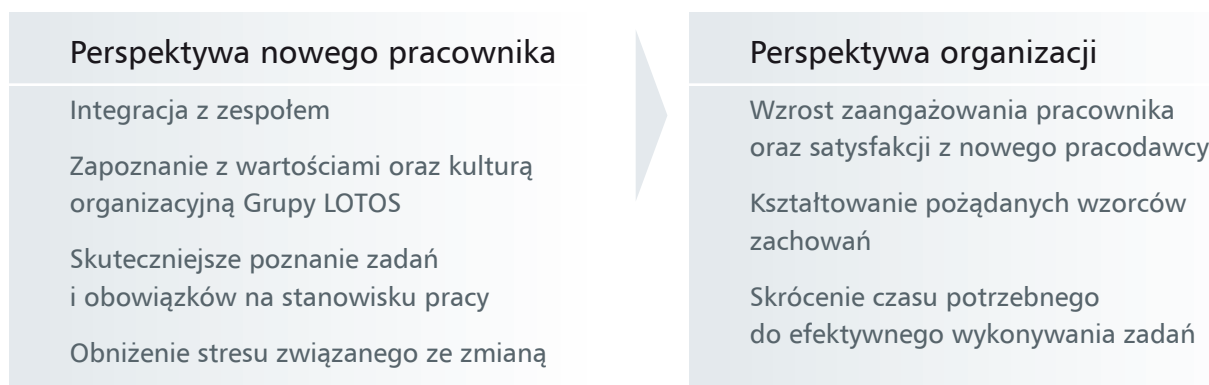 Perspektywa nowego pracownika
Integracja z zespołem
Zapoznanie z wartościami oraz kulturą
organizacyjną Grupy LOTOS
Skuteczniejsze poznanie zadań
i obowiązków na stanowisku pracy
Obniżenie stresu związanego ze zmianą
Perspektywa organizacji
Wzrost zaangażowania pracownika
oraz satysfakcji z nowego pracodawcy
Kształtowanie pożądanych wzorców
zachowań
Skrócenie czasu potrzebnego
do efektywnego wykonywania zadań